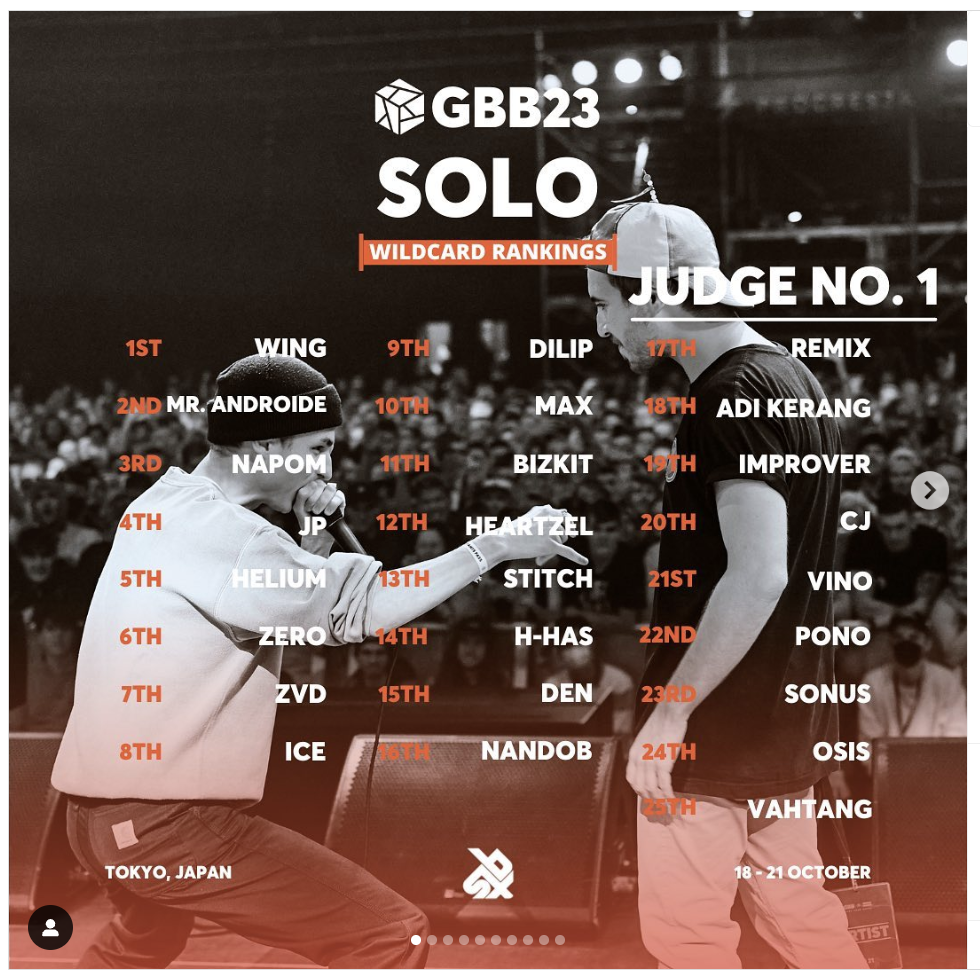 GBB23
SOLO
WILDCARD RANKINGS
JUDGE NO. 1
1ST WING
2ND MR. ANDROIDE
3RD NAPOM
4TH JP
5TH HELIUM
6TH ZERO
7TH ZVD
8TH ICE
9TH DILIP
10TH MAX
11TH BIZKIT
12TH HEARTZEL
13TH STITCH
14TH H-HAS
15TH DEN
16TH NANDOB
17TH REMIX
18TH ADI KERANG
19TH IMPROVER
20TH CJ
21ST VINO
22ND PONO
23RD SONUS
24TH OSIS
25TH VAHTANG
TOKYO, JAPAN
SBX
18 - 21 OCTOBER